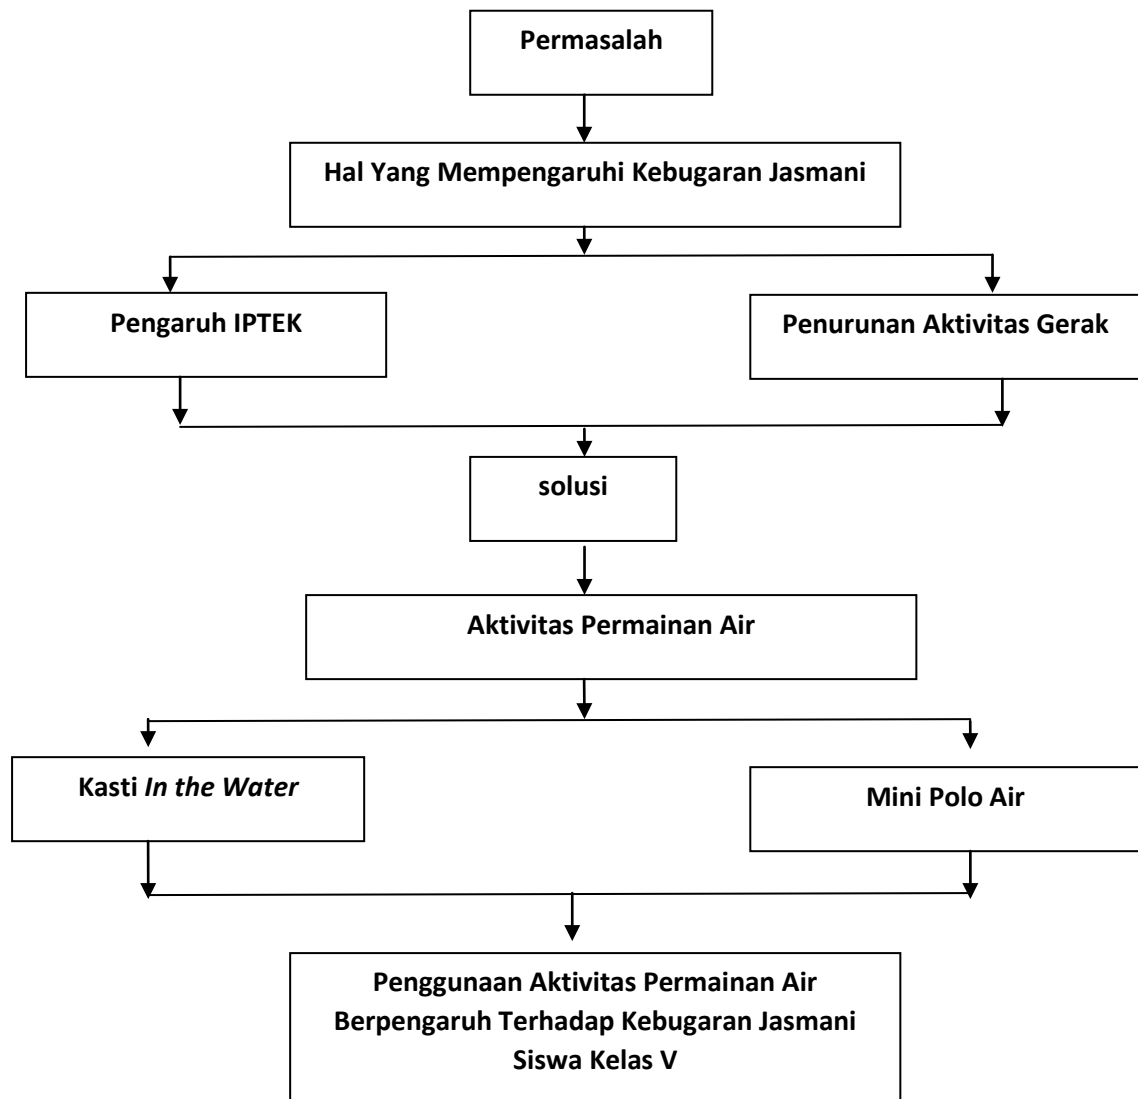 Permasalah
Hal Yang Mempengaruhi Kebugaran Jasmani
Pengaruh IPTEK
Penurunan Aktivitas Gerak
solusi
Aktivitas Permainan Air
Kasti In the Water
Mini Polo Air
Penggunaan Aktivitas Permainan Air
Berpengaruh Terhadap Kebugaran Jasmani
Siswa Kelas V